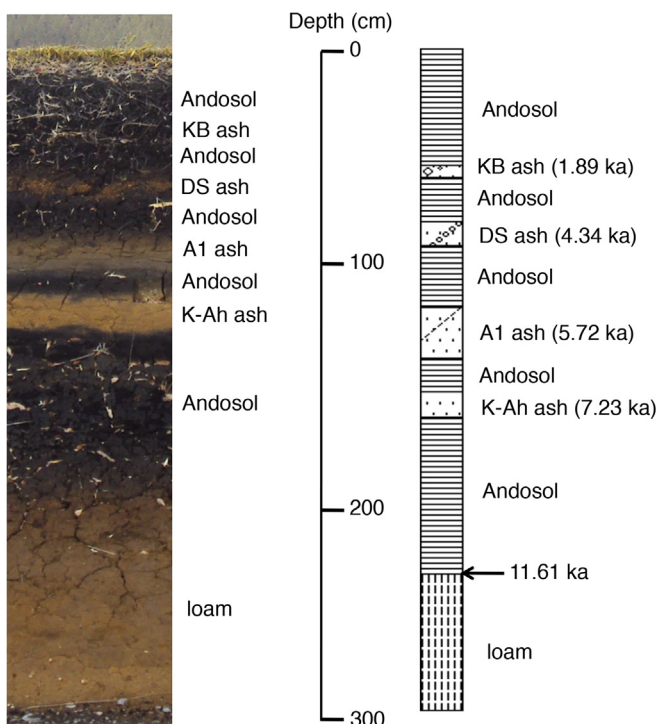 Depth (cm)
0
100
200
300
Andosol
KB ash
Andosol
DS ash
Andosol
A1 ash
Andosol
K-Ah ash
Andosol
loam
Andosol
KB ash (1.89 ka)
Andosol
DS ash (4.34 ka)
Andosol
A1 ash (5.72 ka)
Andosol
K-Ah ash (7.23 ka)
Andosol
11.61 ka
loam